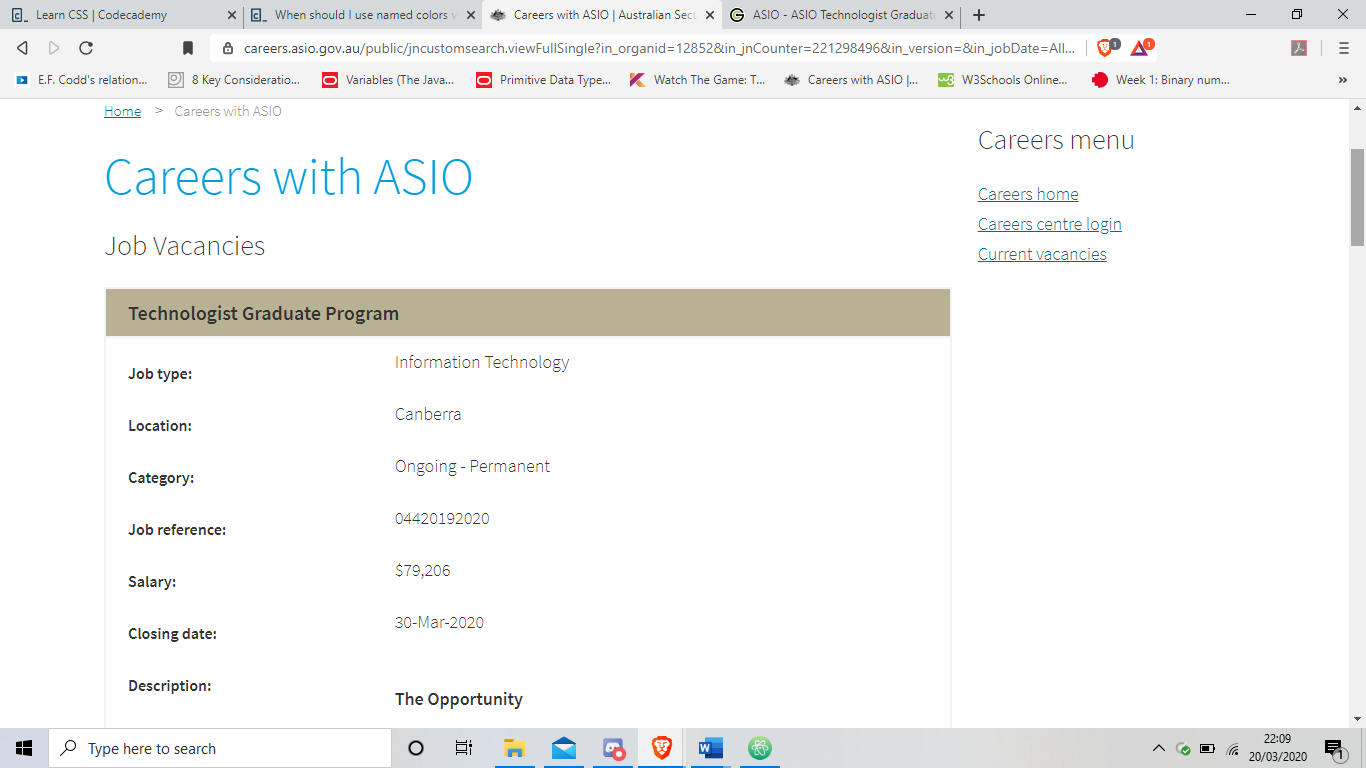 Learn CSS | Codecademy
When should I use named colors v
Careers with ASIO | Australian Secu
ASIO - ASIO Technologist Graduate
careers.asio.gov.au/public/jncustomsearch.viewFullSingle?in_organid=12852&in_jnCounter=221298496&in_version=&in_jobDate=All...
1
1
E.F. Codd's relation...
8 Key Consideratio...
Variables (The Java...
Primitive Data Type...
Watch The Game: T...
Careers with ASIO |...
W3Schools Online...
Week 1: Binary num...
»
Home > Careers with ASIO
Careers with ASIO
Job Vacancies
Technologist Graduate Program
Job type: Information Technology
Location: Canberra
Category: Ongoing - Permanent
Job reference: 04420192020
Salary: $79,206
Closing date: 30-Mar-2020
Description:
The Opportunity
Careers menu
Careers home
Careers centre login
Current vacancies
Type here to search
22:09
20/03/2020
1